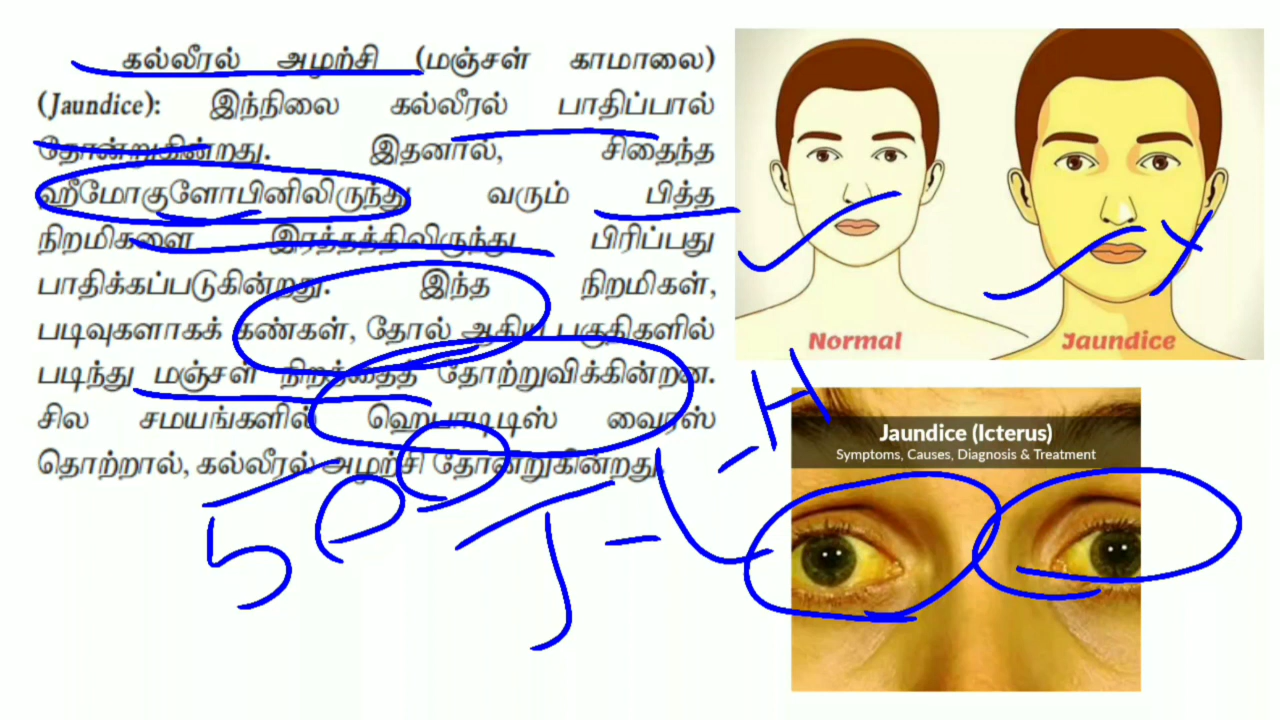 கல்லீரல் அழற்சி (மஞ்சள் காமாலை)
(Jaundice): இந்நிலை கல்லீரல் பாதிப்பால்
தோன்றுகின்றது. இதனால், சிதைந்த
ஹீமோகுளோபினிலிருந்து வரும் பித்த
நிறமிகளை இரத்தத்திலிருந்து பிரிப்பது
பாதிக்கப்படுகின்றது. இந்த நிறமிகள்,
படிவுகளாகக் கண்கள், தோல் ஆகிய பகுதிகளில்
படிந்து மஞ்சள் நிறத்தைத் தோற்றுவிக்கின்றன.
சில சமயங்களில் ஹெபாடிடிஸ் வைரஸ்
தொற்றால், கல்லீரல் அழற்சி தோன்றுகின்றது.
500
J - L - H
Normal
Jaundice
Jaundice (Icterus)
Symptoms, Causes, Diagnosis & Treatment